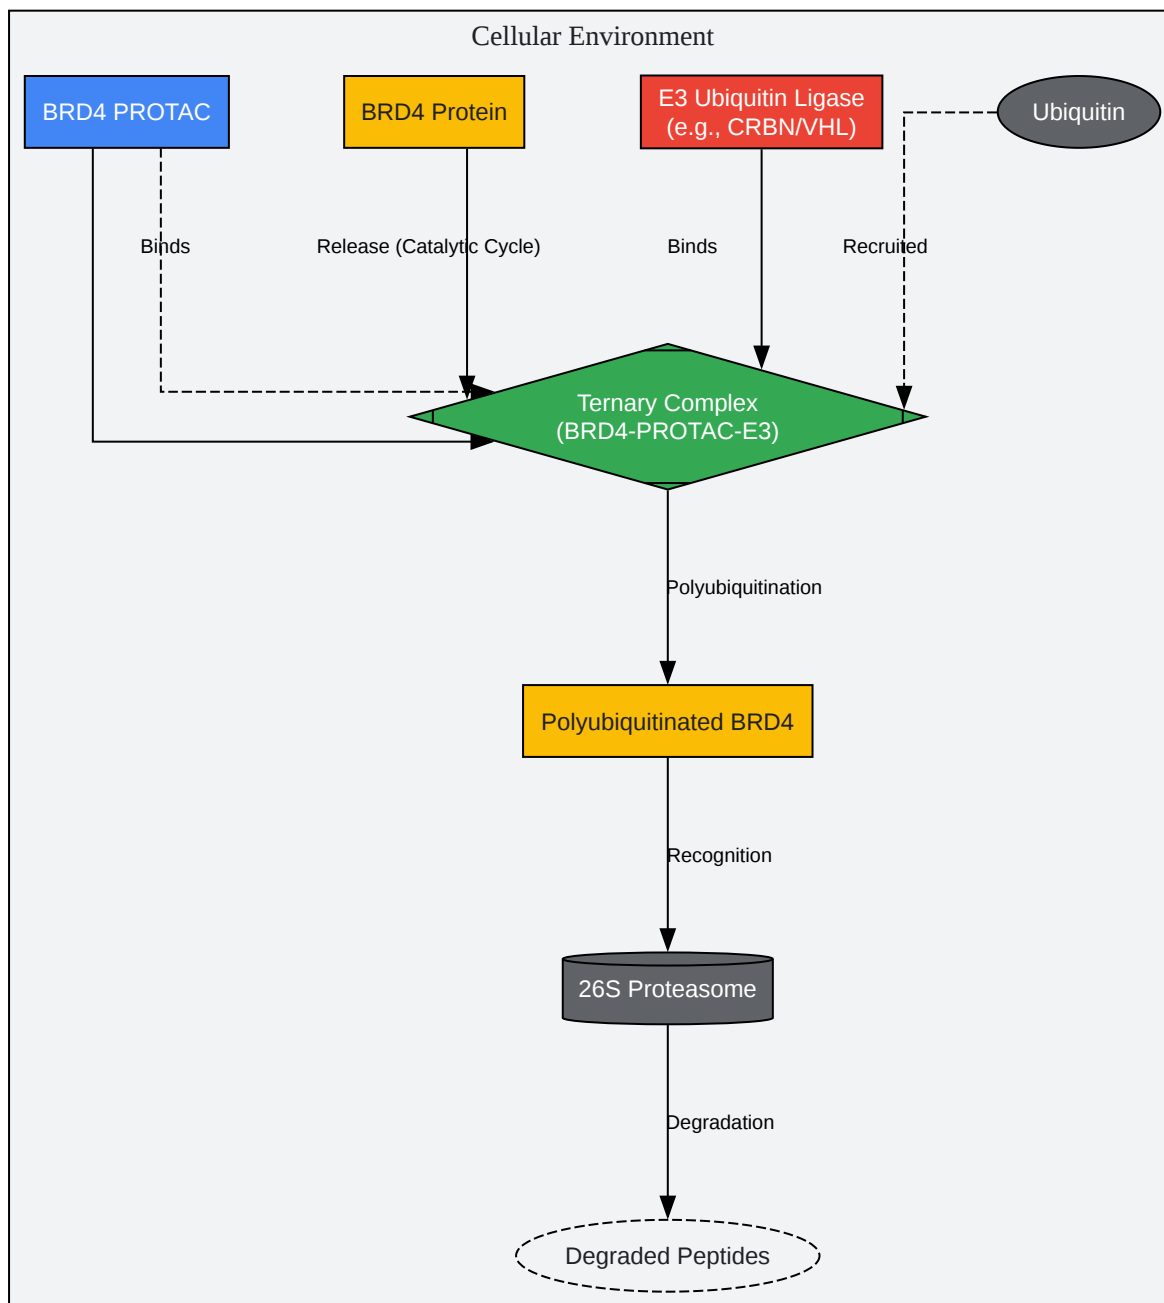 Cellular Environment
BRD4 PROTAC
BRD4 Protein
E3 Ubiquitin Ligase
(e.g., CRBN/VHL)
Ubiquitin
Binds
Release (Catalytic Cycle)
Binds
Recruited
Ternary Complex
(BRD4-PROTAC-E3)
Polyubiquitination
Polyubiquitinated BRD4
Recognition
26S Proteasome
Degradation
Degraded Peptides